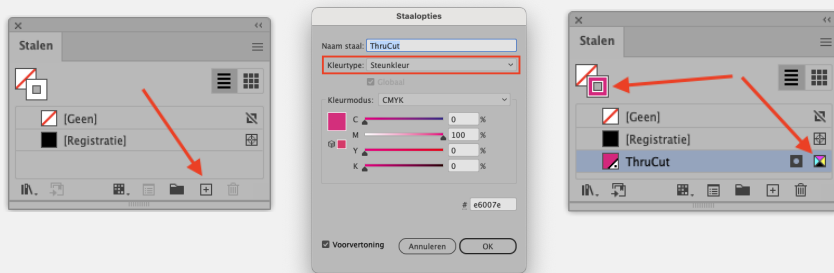 Stalen
[Geen]
[Registratie]
Staalopties
Naam staal: ThruCut
Kleurtype: Steunkleur
Globaal
Kleurmodus: CMYK
C 0 %
M 100 %
Y 0 %
K 0 %
# e6007e
Voorvertoning Annuleren OK
Stalen
[Geen]
[Registratie]
ThruCut